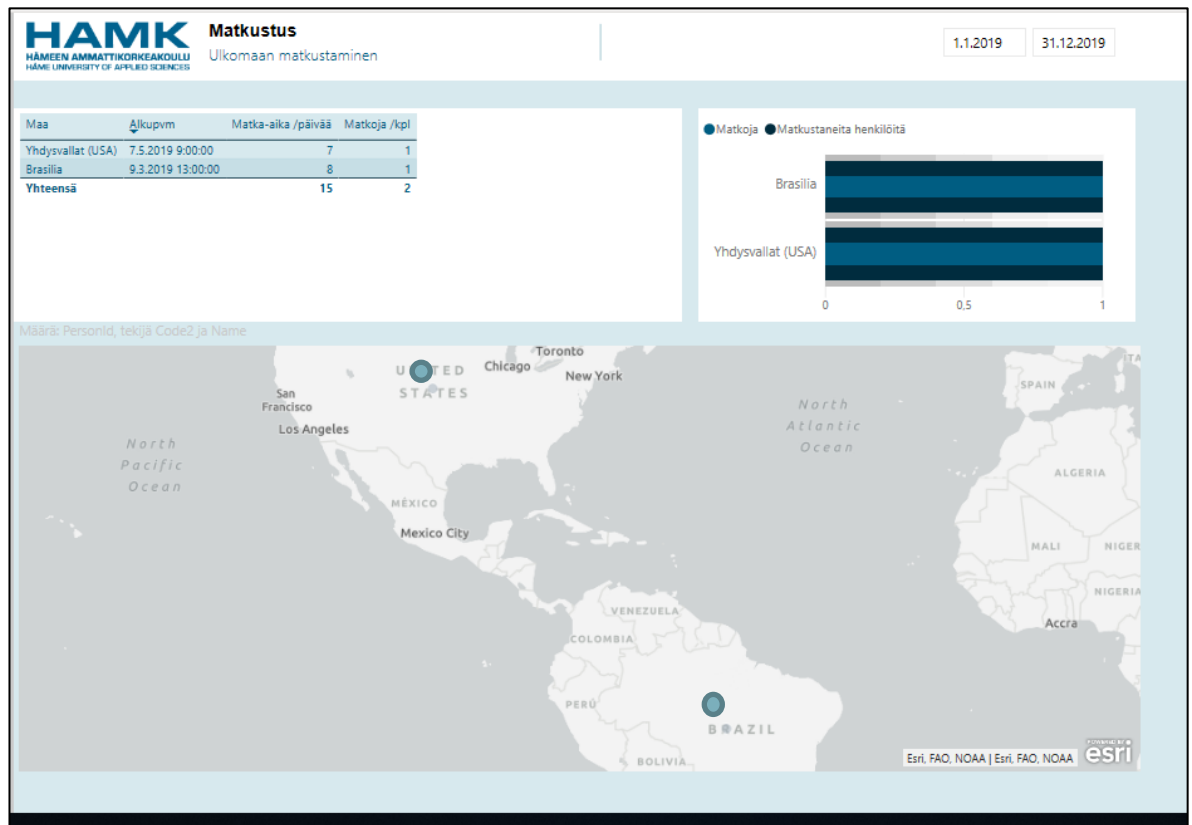 HAMK
HÄMEEN AMMATTIKORKEAKOULU
HÄME UNIVERSITY OF APPLIED SCIENCES
Matkustus
Ulkomaan matkustaminen
1.1.2019 31.12.2019
Maa Alkupvm Matka-aika /päivää Matkoja /kpl
Yhdysvallat (USA) 7.5.2019 9:00:00 7 1
Brasilia 9.3.2019 13:00:00 8 1
Yhteensä 15 2
Matkoja Matkustaneita henkilöitä
Brasilia
Yhdysvallat (USA)
0 0,5 1
Määrä: PersonId, tekijä Code2 ja Name
Toronto
Chicago
New York
UNITED
STATES
San
Francisco
Los Angeles
North
Pacific
Ocean
North
Atlantic
Ocean
SPAIN
ITA
ALGERIA
MÉXICO
Mexico City
MALI NIGER
NIGERIA
Accra
VENEZUELA
COLOMBIA
PERÚ
BRAZIL
BOLIVIA
Esri, FAO, NOAA | Esri, FAO, NOAA
POWERED BY
esri